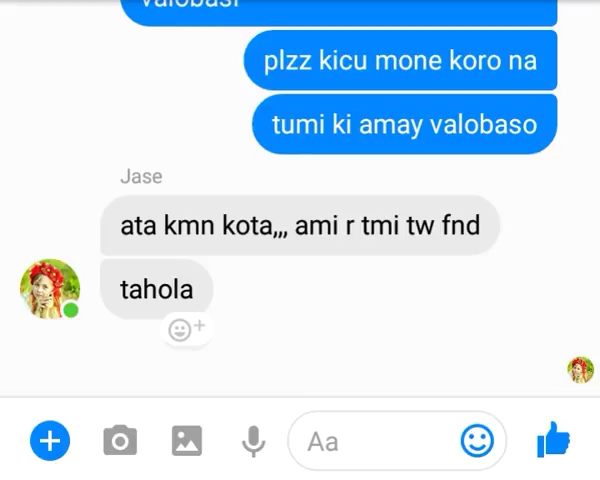 valobasi
plzz kicu mone koro na
tumi ki amay valobaso
Jase
ata kmn kota,,, ami r tmi tw fnd
tahola
Aa